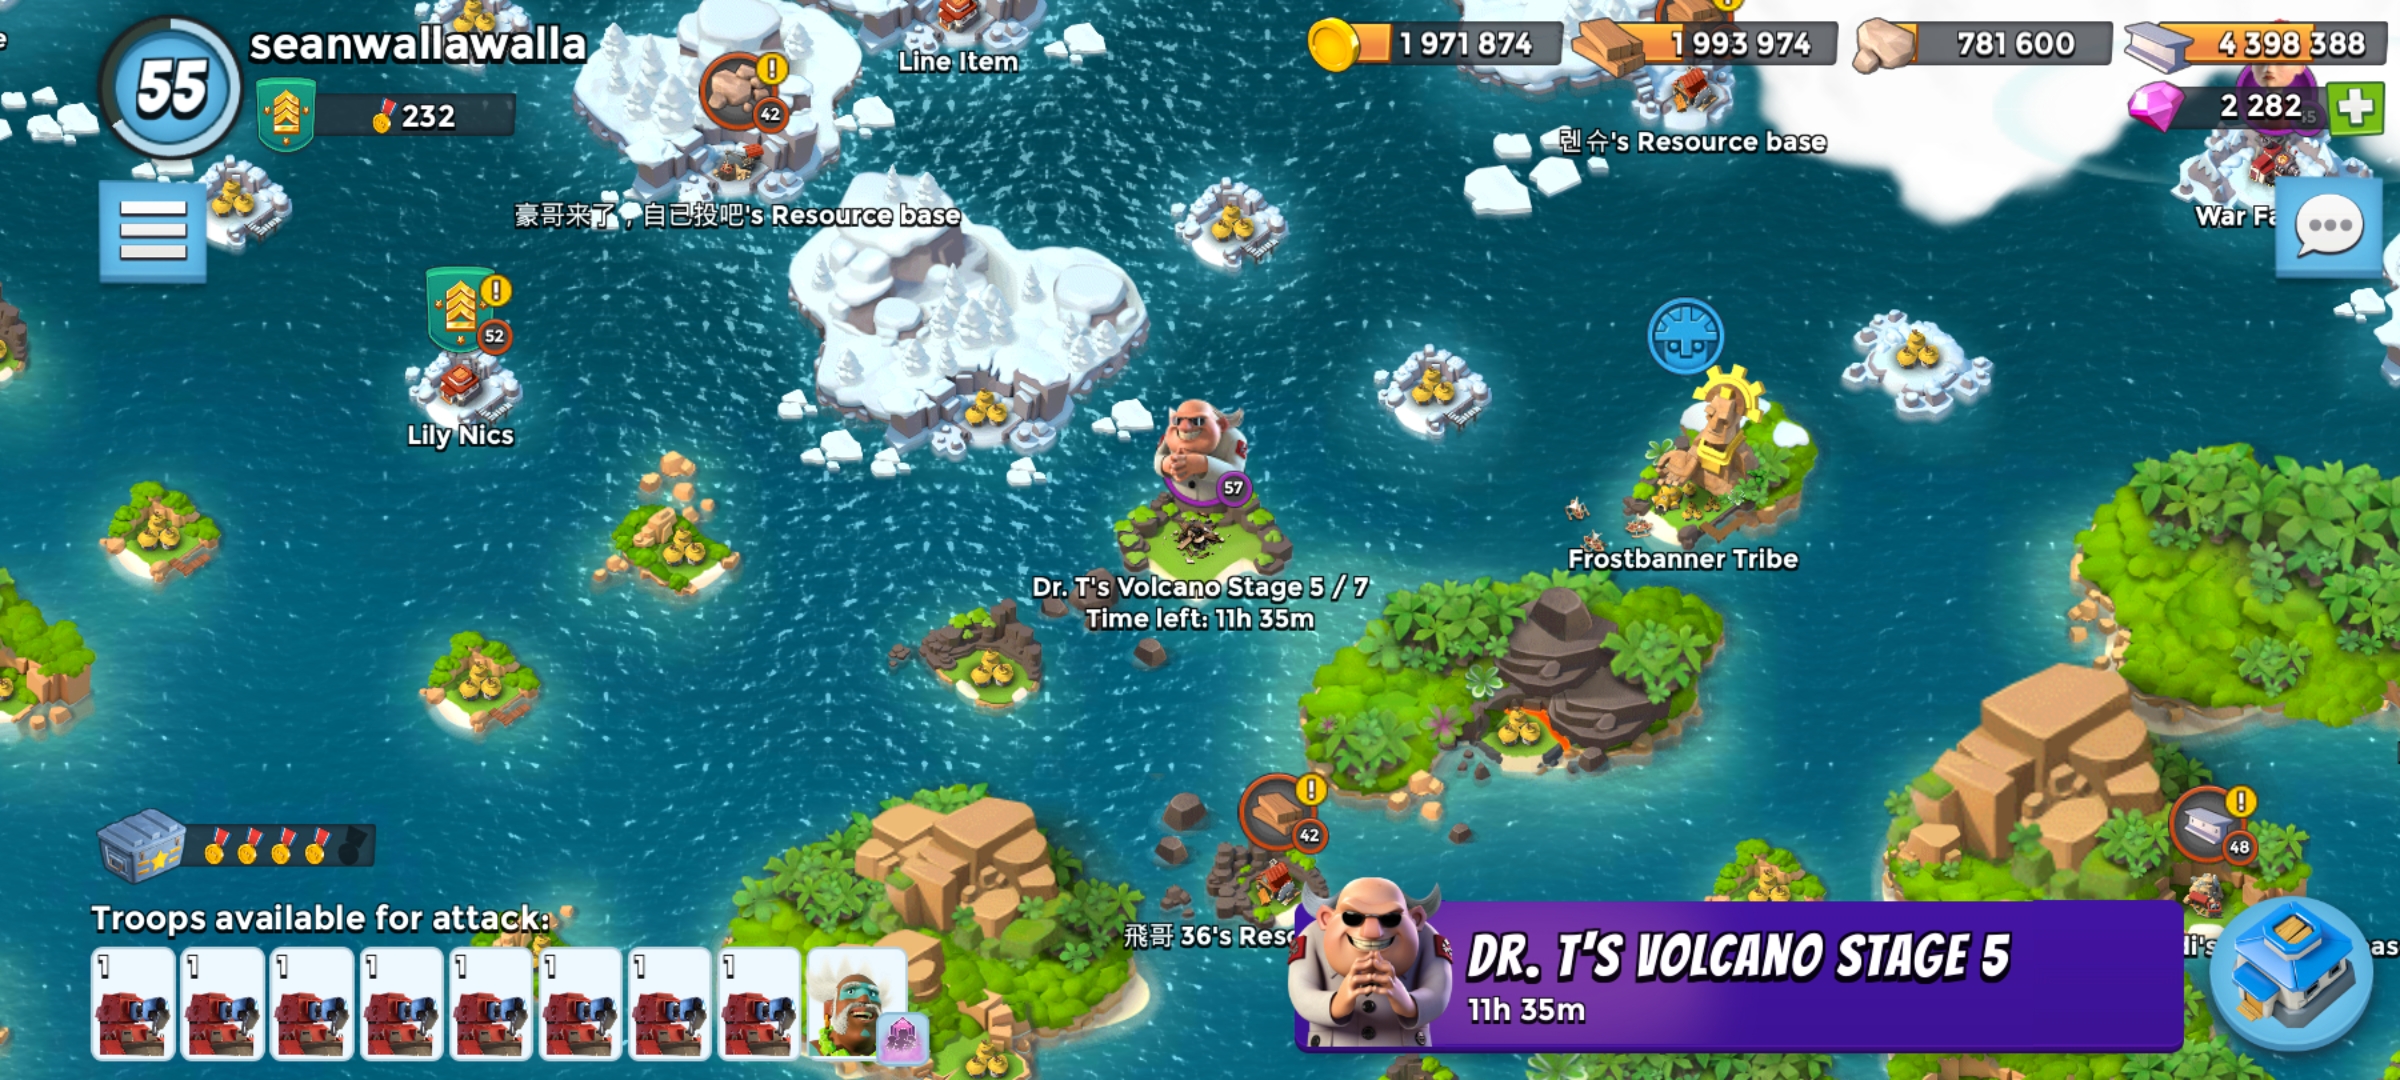 55
seanwallawalla
232
1 971 874
1 993 974
781 600
4 398 388
2 282
Line Item
42
豪哥来了，自已投吧's Resource base
렌슈's Resource base
War Fa
52
Lily Nics
57
Dr. T's Volcano Stage 5 / 7
Time left: 11h 35m
Frostbanner Tribe
42
飛哥 36's Reso
48
Troops available for attack:
1 1 1 1 1 1 1 1
DR. T'S VOLCANO STAGE 5
11h 35m